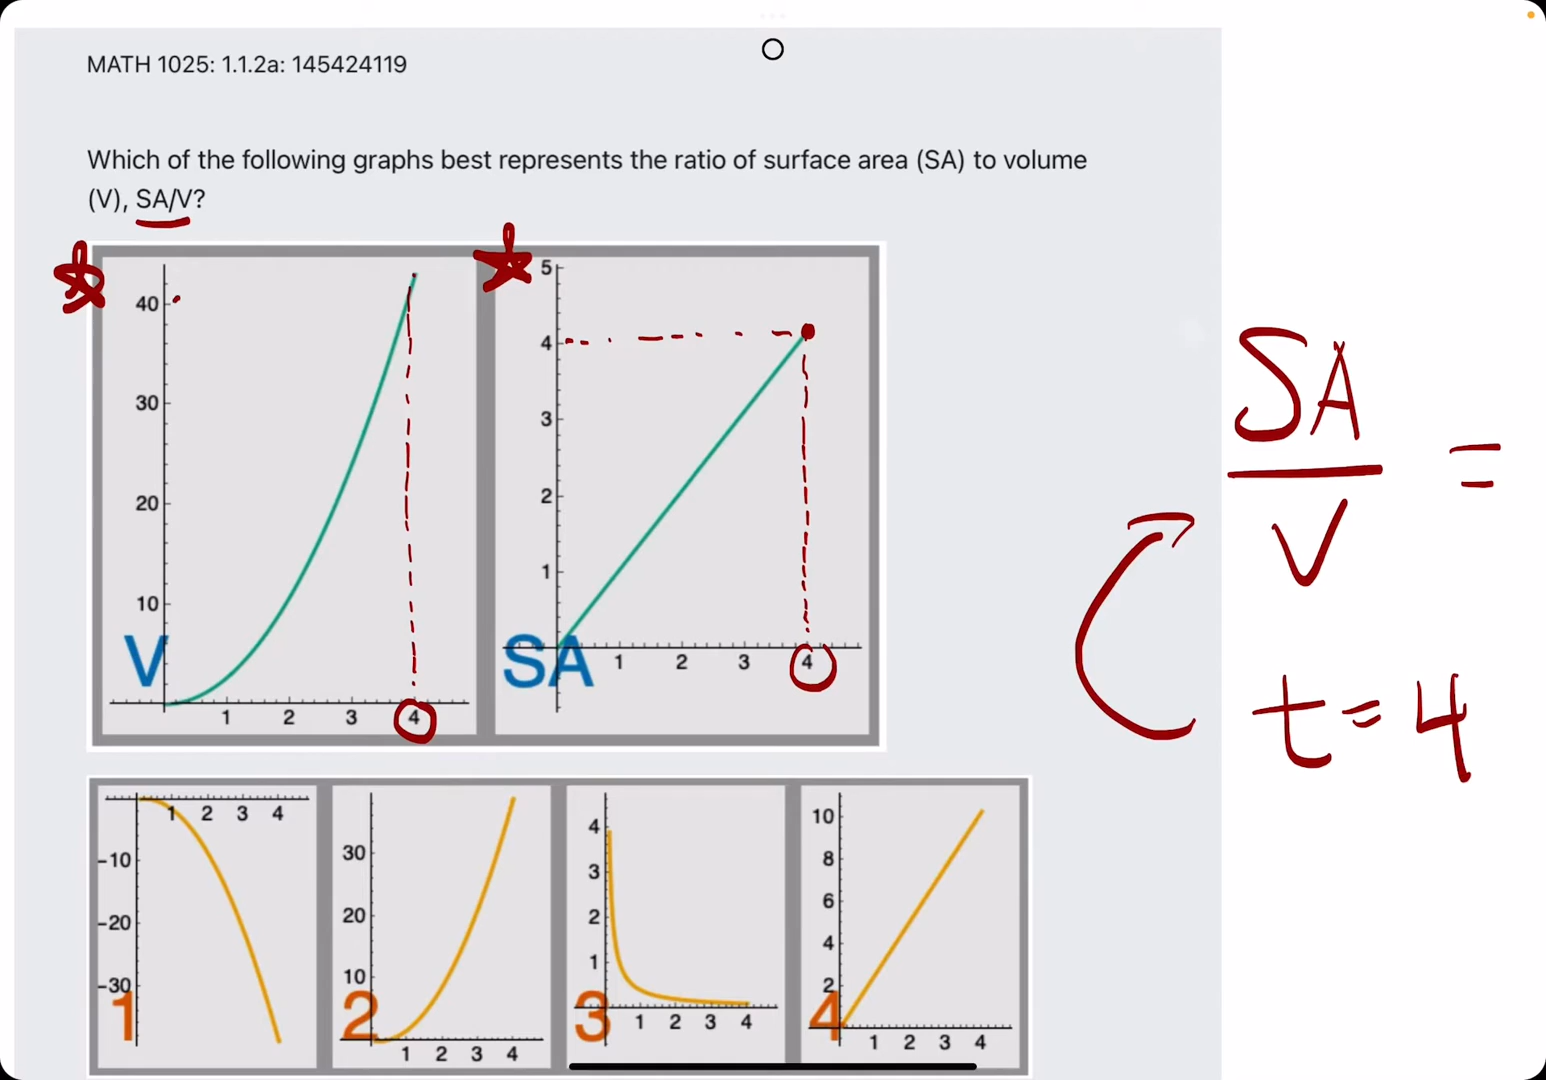 MATH 1025: 1.1.2a: 145424119
Which of the following graphs best represents the ratio of surface area (SA) to volume
(V), SA/V?
40
30
20
10
V
1 2 3 4
5
4
3
2
1
SA
1 2 3 4
SA
=
V
t = 4
1 2 3 4
-10
-20
-30
1
30
20
10
2
1 2 3 4
4
3
2
1
3
1 2 3 4
10
8
6
4
2
4
1 2 3 4